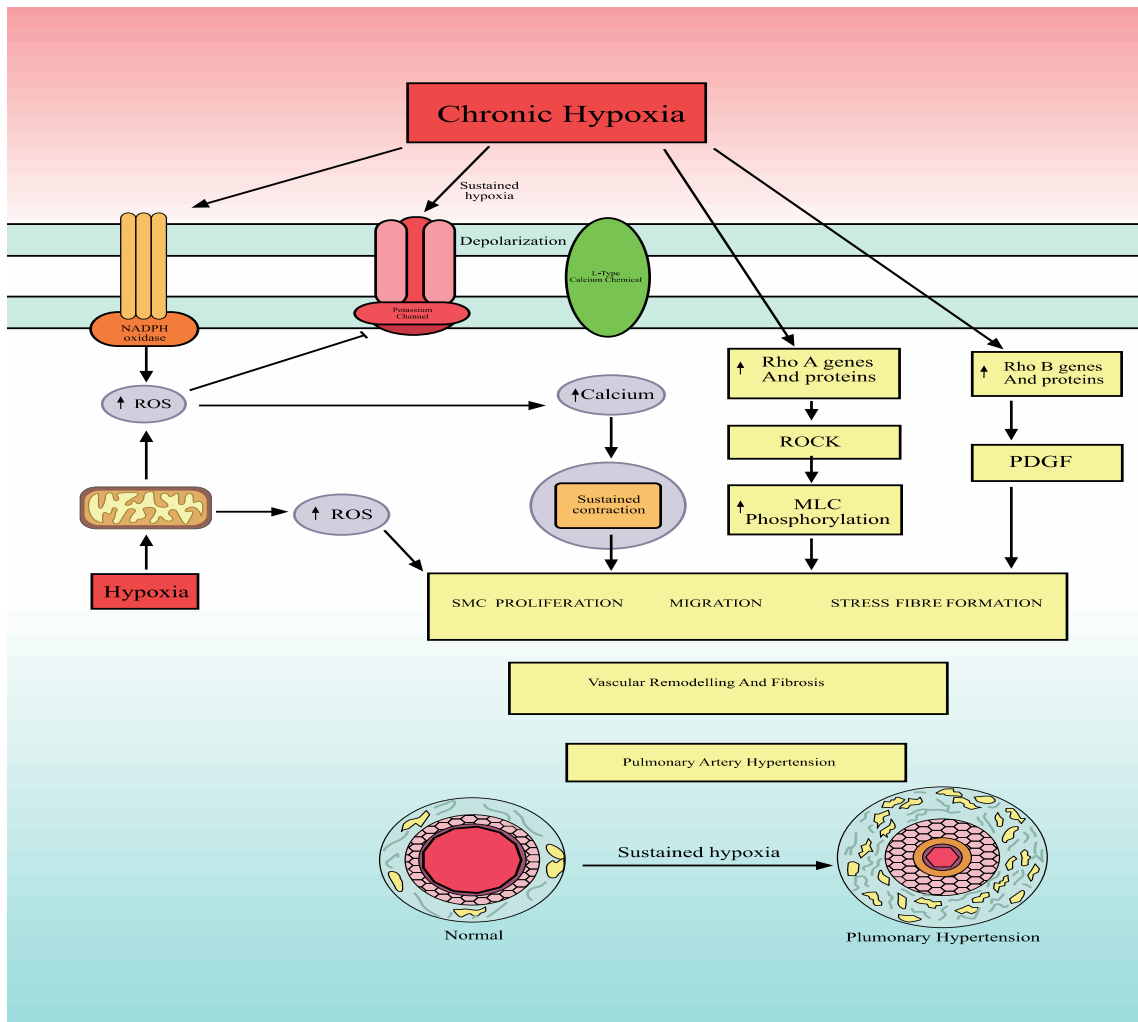 Chronic Hypoxia
Sustained
hypoxia
Depolarization
L-Type
Calcium Chemical
Potassium
Channel
NADPH
oxidase
↑ ROS
↑Calcium
↑ Rho A genes
And proteins
↑ Rho B genes
And proteins
ROCK
PDGF
Sustained
contraction
↑ MLC
Phosphorylation
↑ ROS
Hypoxia
SMC PROLIFERATION MIGRATION STRESS FIBRE FORMATION
Vascular Remodelling And Fibrosis
Pulmonary Artery Hypertension
Sustained hypoxia
Normal
Plumonary Hypertension